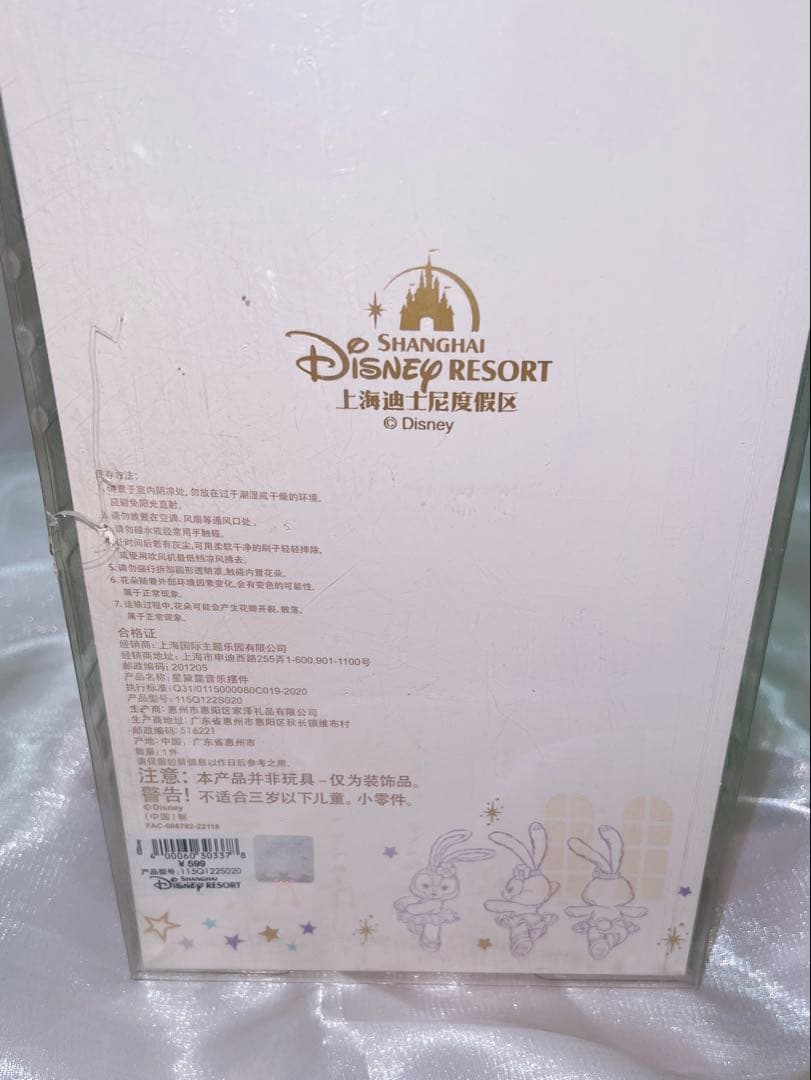 SHANGHAI
DISNEY RESORT
上海迪士尼度假区
© Disney
保存方法:
1. 请置于室内阴凉处, 勿放在过于潮湿或干燥的环境,
应避免阳光直射。
2. 请勿放置在空调、风扇等通风口处。
请勿碰水或经常用手触碰。
长时间后若有灰尘, 可用柔软干净的刷子轻轻掸除,
或使用吹风机最低档凉风拂去。
5. 请勿强行拆卸圆形透明罩, 触碰内置花朵。
6. 花朵随着外部环境因素变化, 会有变色的可能性,
属于正常现象。
7. 运输过程中, 花朵可能会产生花瓣开裂、散落,
属于正常现象。
合格证
经销商: 上海国际主题乐园有限公司
经销商地址: 上海市申迪西路255弄1-600,901-1100号
邮政编码: 201205
产品名称: 星黛露音乐摆件
执行标准: Q31/0115000080C019-2020
产品型号: 115Q122S020
生产商: 惠州市惠阳区家泽礼品有限公司
生产商地址: 广东省惠州市惠阳区秋长镇维布村
邮政编码: 516221
产地: 中国, 广东省惠州市
数量: 1件
请保留包装信息以作日后参考之用。
注意: 本产品并非玩具-仅为装饰品。
警告! 不适合三岁以下儿童。小零件。
©Disney
(中国) 制
FAC-006782-22118
©Disney
4 00060 30337 8
¥ 599
产品型号: 115Q122S020
SHANGHAI
DISNEY RESORT